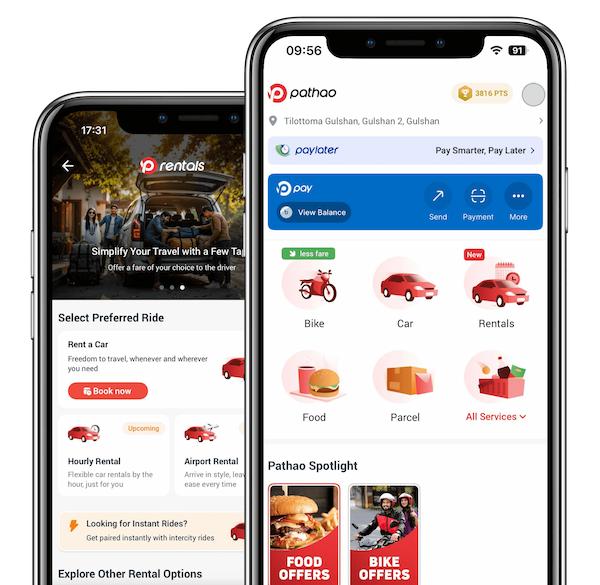 17:31
rentals
Simplify Your Travel with a Few
Offer a fare of your choice to the driver
Select Preferred Ride
Rent a Car
Freedom to travel, whenever and wherever
you need
Book now
Upcoming
Hourly Rental
Flexible car rentals by the
hour, just for you
Airport Rental
Arrive in style,
ease every time
Looking for Instant Rides?
Get paired instantly with intercity rides
Explore Other Rental Options
09:56
91
pathao
3816 PTS
Tilottoma Gulshan, Gulshan 2, Gulshan
paylater
Pay Smarter, Pay Later
pay
View Balance
Send
Payment
More
less fare
New
Bike
Car
Rentals
Food
Parcel
All Services
Pathao Spotlight
FOOD
OFFERS
BIKE
OFFERS